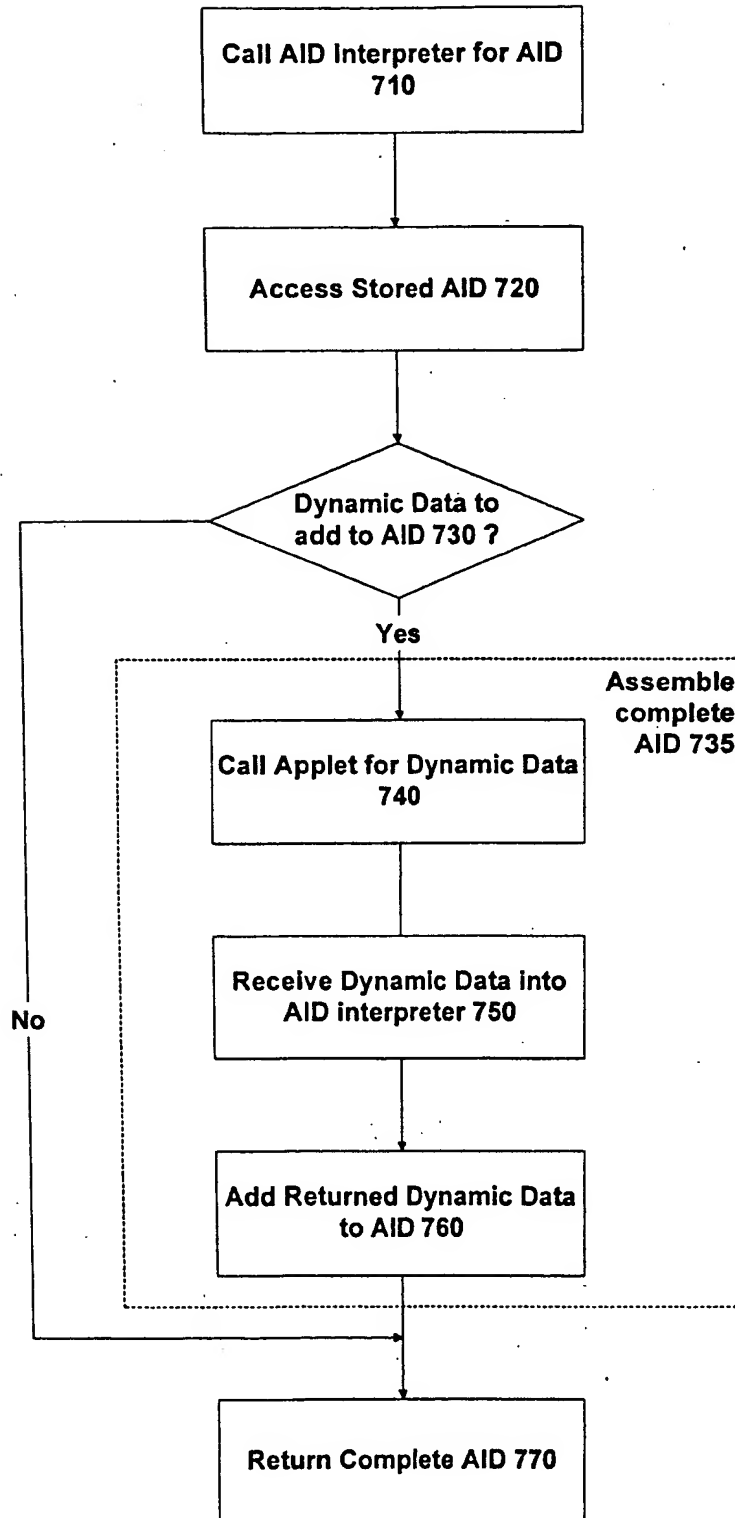 Call AID Interpreter for AID
710
Access Stored AID 720
Dynamic Data to
add to AID 730 ?
Yes
Assemble
complete
AID 735
Call Applet for Dynamic Data
740
Receive Dynamic Data into
AID interpreter 750
No
Add Returned Dynamic Data
to AID 760
Return Complete AID 770